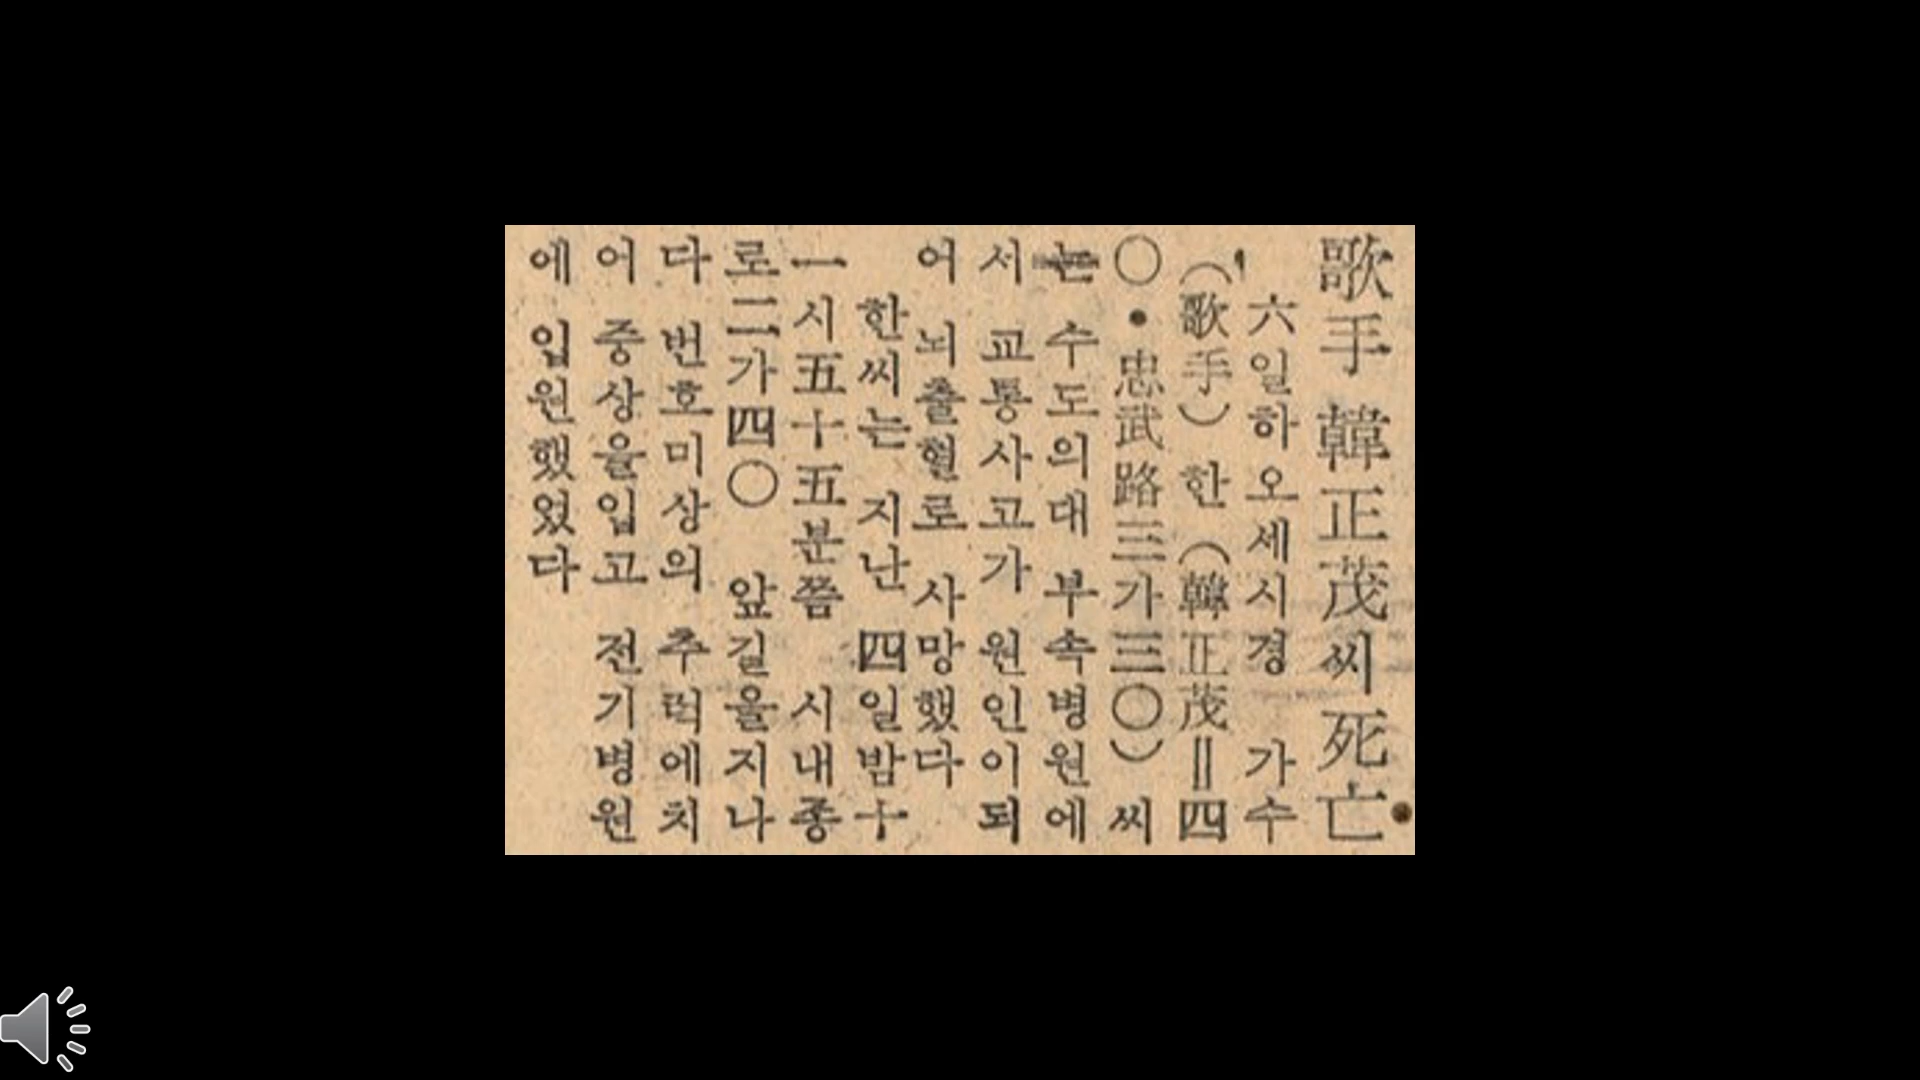 歌手 韓正茂씨 死亡
六일하오세시경 가수
(歌手) 한 (韓正茂‖四
〇・忠武路三가三〇) 씨
는 수도의대 부속병원에
서 교통사고가 원인이되
어 뇌출혈로 사망했다
한씨는 지난 四일밤十
一시五十五분쯤 시내종
로二가四〇 앞길을지나
다 번호미상의 추럭에치
어 중상을입고 전기병원
에 입원했었다